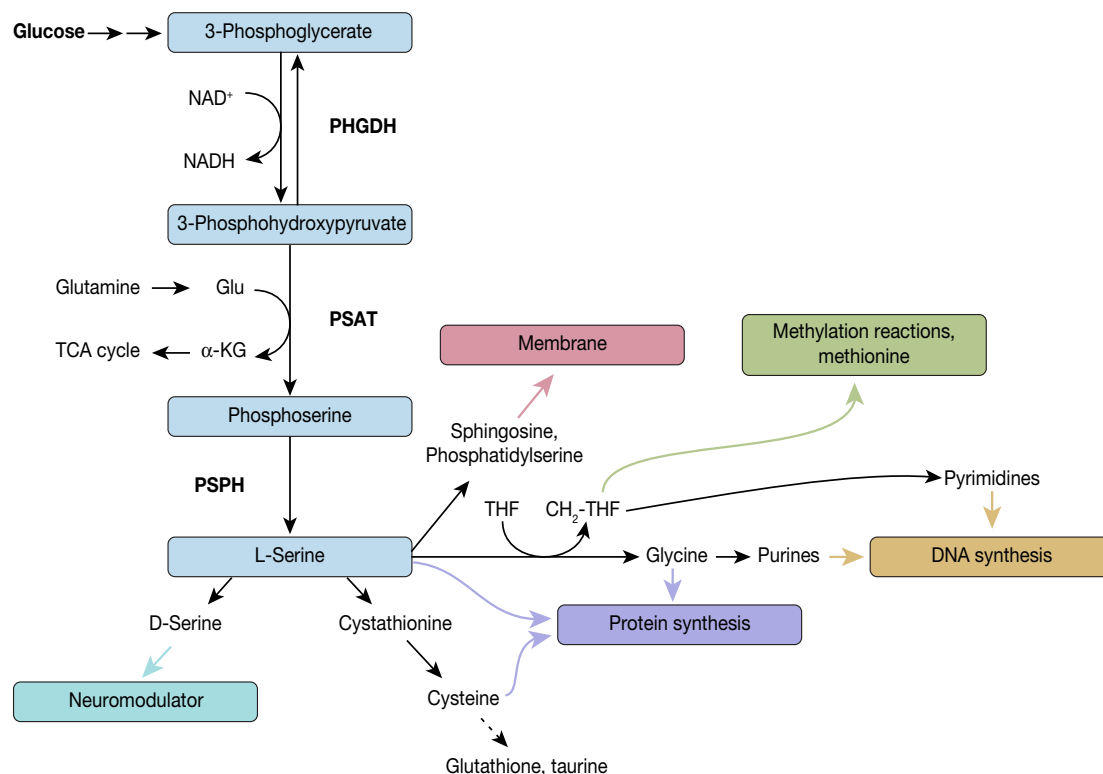 Glucose
3-Phosphoglycerate
NAD⁺
PHGDH
NADH
3-Phosphohydroxypyruvate
Glutamine
Glu
PSAT
TCA cycle
α-KG
Membrane
Methylation reactions,
methionine
Phosphoserine
Sphingosine,
Phosphatidylserine
PSPH
THF
CH₂-THF
Pyrimidines
L-Serine
Glycine
Purines
DNA synthesis
D-Serine
Cystathionine
Protein synthesis
Neuromodulator
Cysteine
Glutathione, taurine